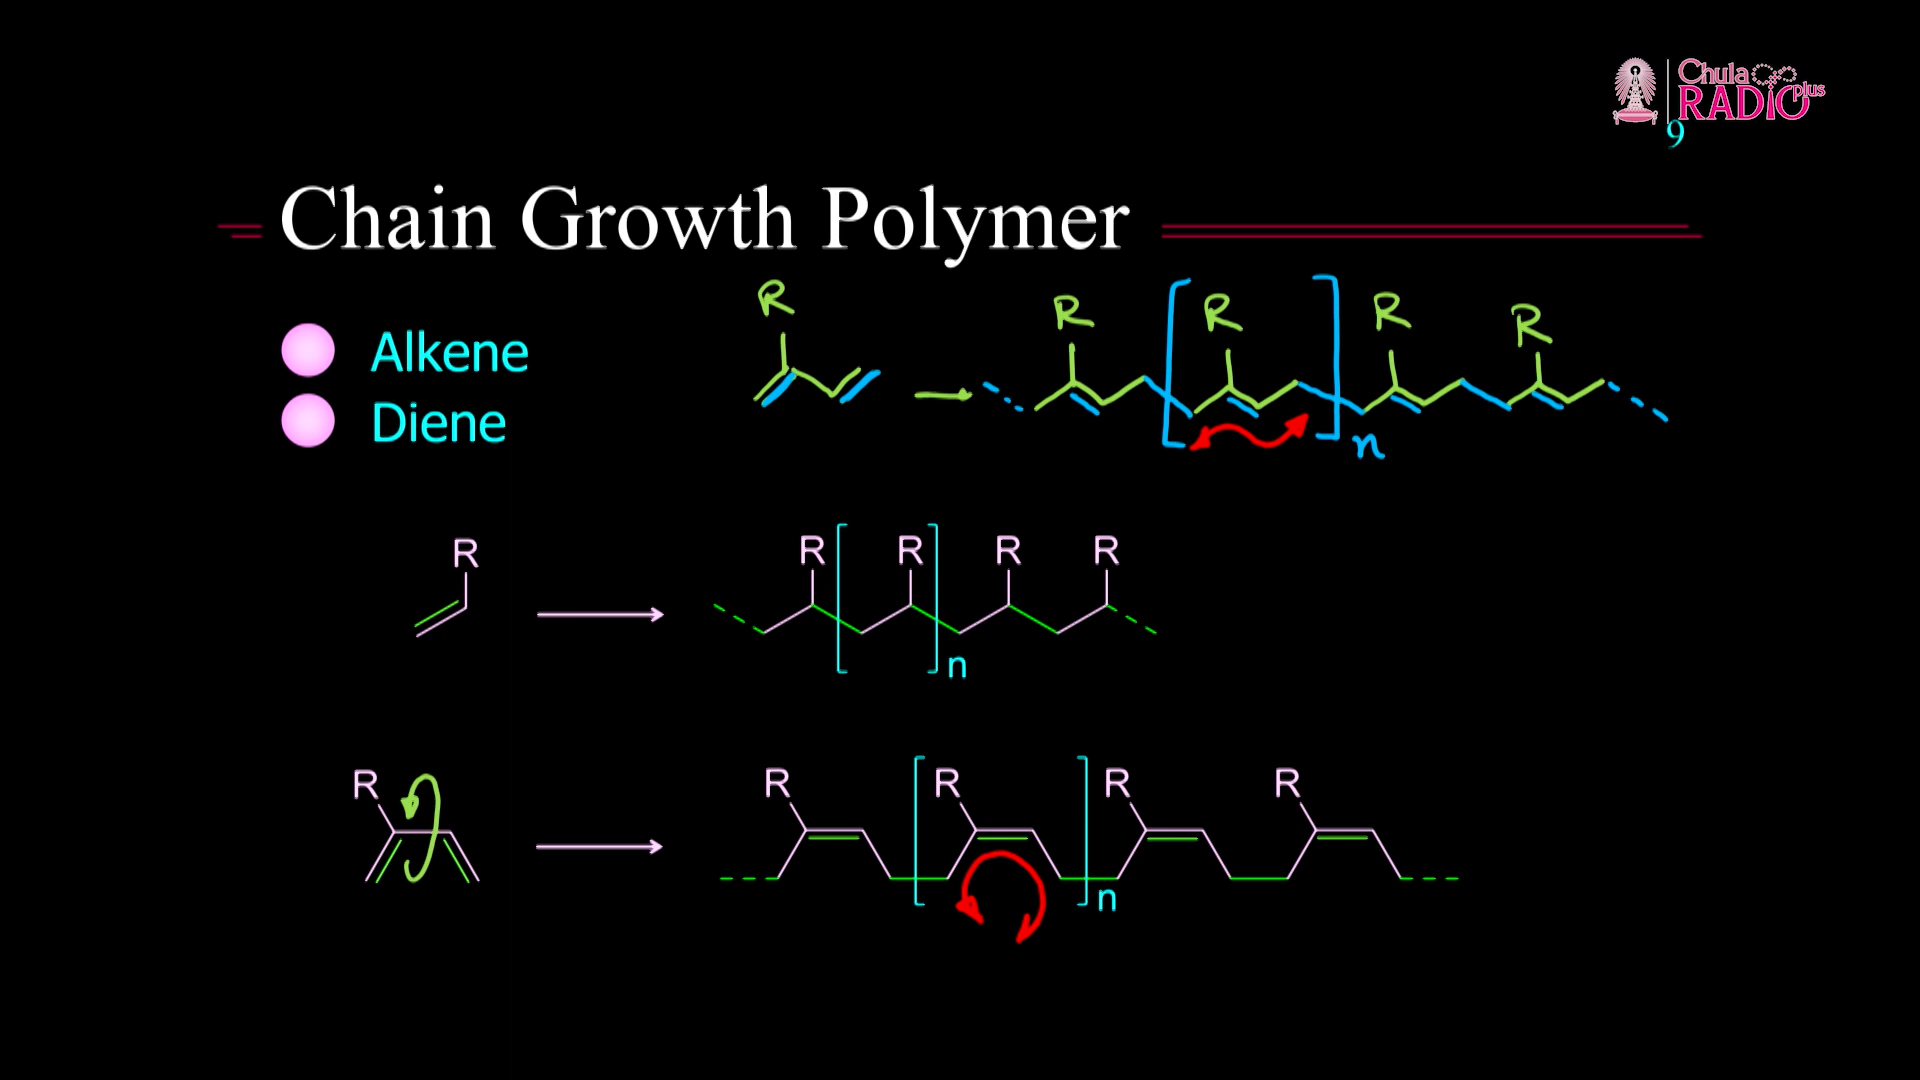 Chula
RADIO plus
9
Chain Growth Polymer
Alkene
Diene
R
R R R R
n
R
R R R R
n
R
R R R R
n